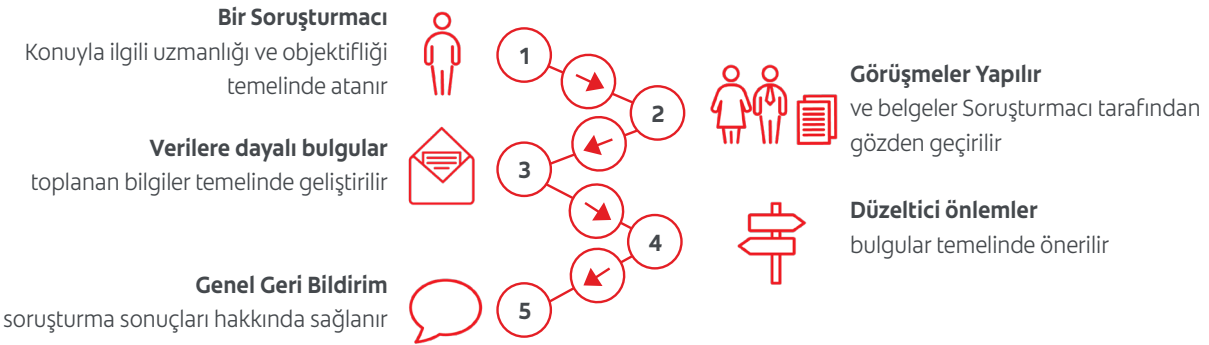 Bir Soruşturmacı
Konuyla ilgili uzmanlığı ve objektifliği
temelinde atanır
1
2
Görüşmeler Yapılır
ve belgeler Soruşturmacı tarafından
gözden geçirilir
Verilere dayalı bulgular
toplanan bilgiler temelinde geliştirilir
3
4
Düzeltici önlemler
bulgular temelinde önerilir
Genel Geri Bildirim
soruşturma sonuçları hakkında sağlanır
5